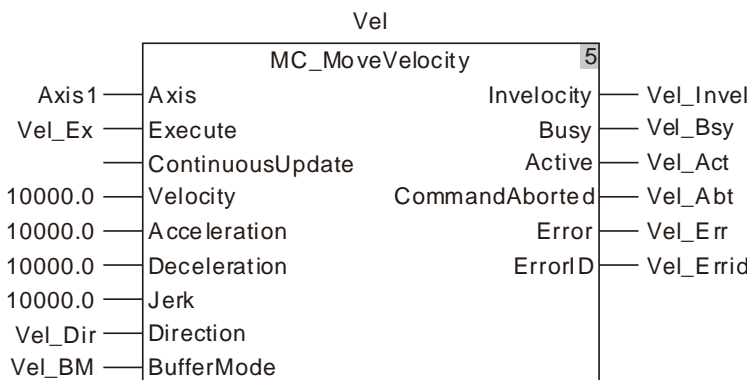 Vel
MC_MoveVelocity 5
Axis1 Axis Invelocity Vel_Invel
Vel_Ex Execute Busy Vel_Bsy
ContinuousUpdate Active Vel_Act
10000.0 Velocity CommandAborted Vel_Abt
10000.0 Acceleration Error Vel_Err
10000.0 Deceleration ErrorID Vel_Errid
10000.0 Jerk
Vel_Dir Direction
Vel_BM BufferMode